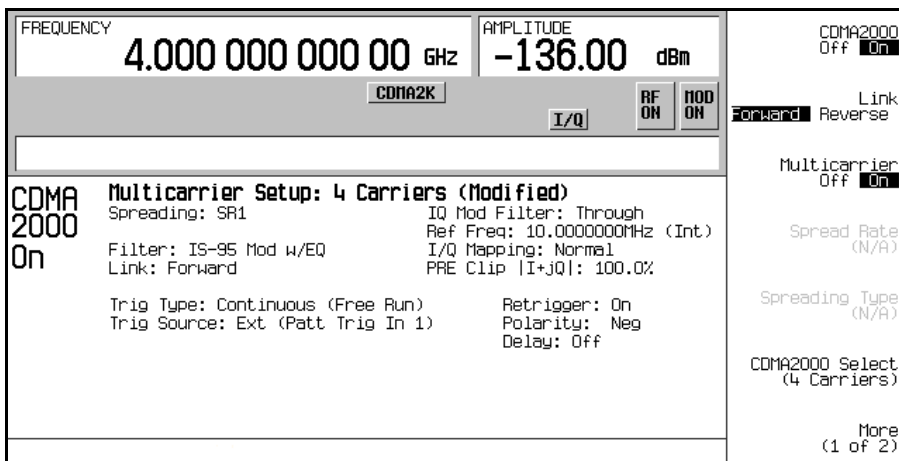 FREQUENCY
4.000 000 000 00 GHz
AMPLITUDE
-136.00 dBm
CDMA2K
I/Q
RF ON
MOD ON
CDMA 2000 On
Multicarrier Setup: 4 Carriers (Modified)
Spreading: SR1
IQ Mod Filter: Through
Ref Freq: 10.0000000MHz (Int)
Filter: IS-95 Mod w/EQ
I/Q Mapping: Normal
Link: Forward
PRE Clip |I+jQ|: 100.0%
Trig Type: Continuous (Free Run)
Retrigger: On
Trig Source: Ext (Patt Trig In 1)
Polarity: Neg
Delay: Off
CDMA2000
Off On
Link
Forward Reverse
Multicarrier
Off On
Spread Rate
(N/A)
Spreading Type
(N/A)
CDMA2000 Select
(4 Carriers)
More
(1 of 2)